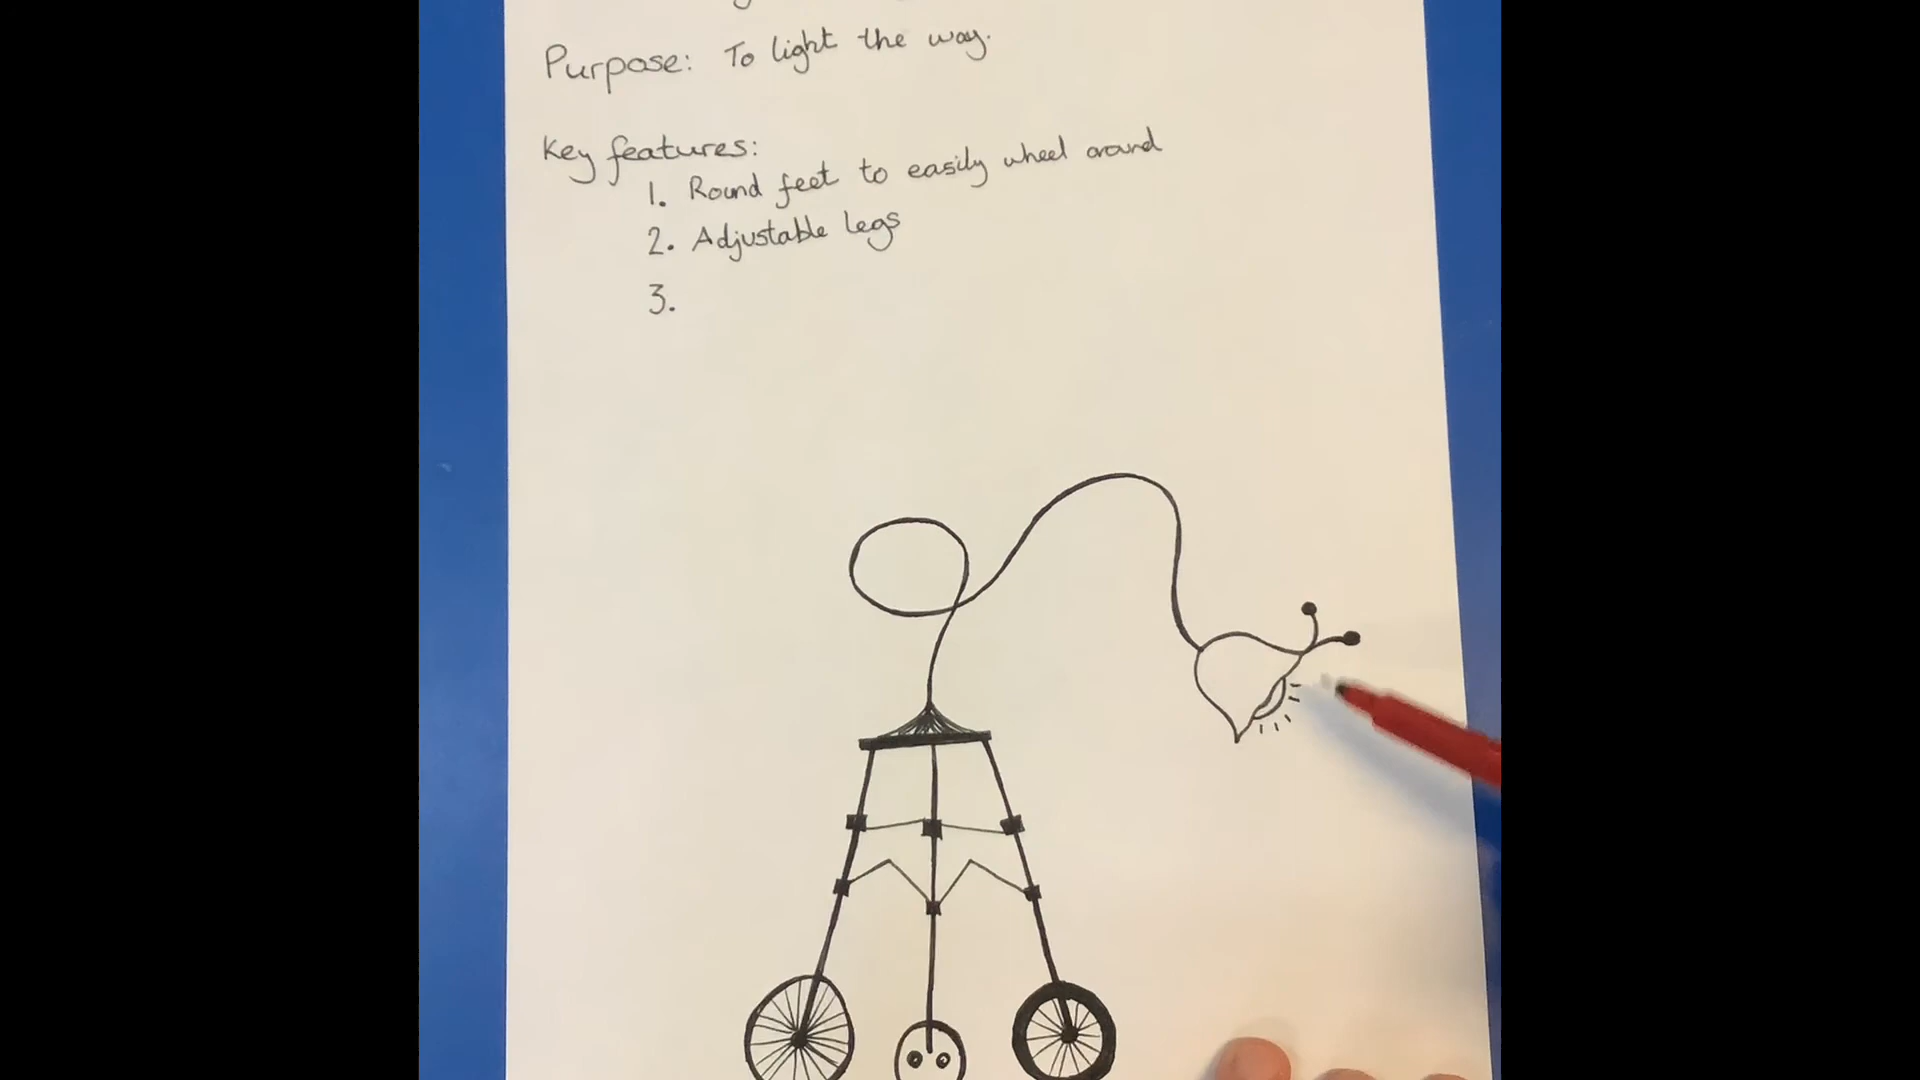 Purpose: To light the way.
Key features:
1. Round feet to easily wheel around
2. Adjustable legs
3.